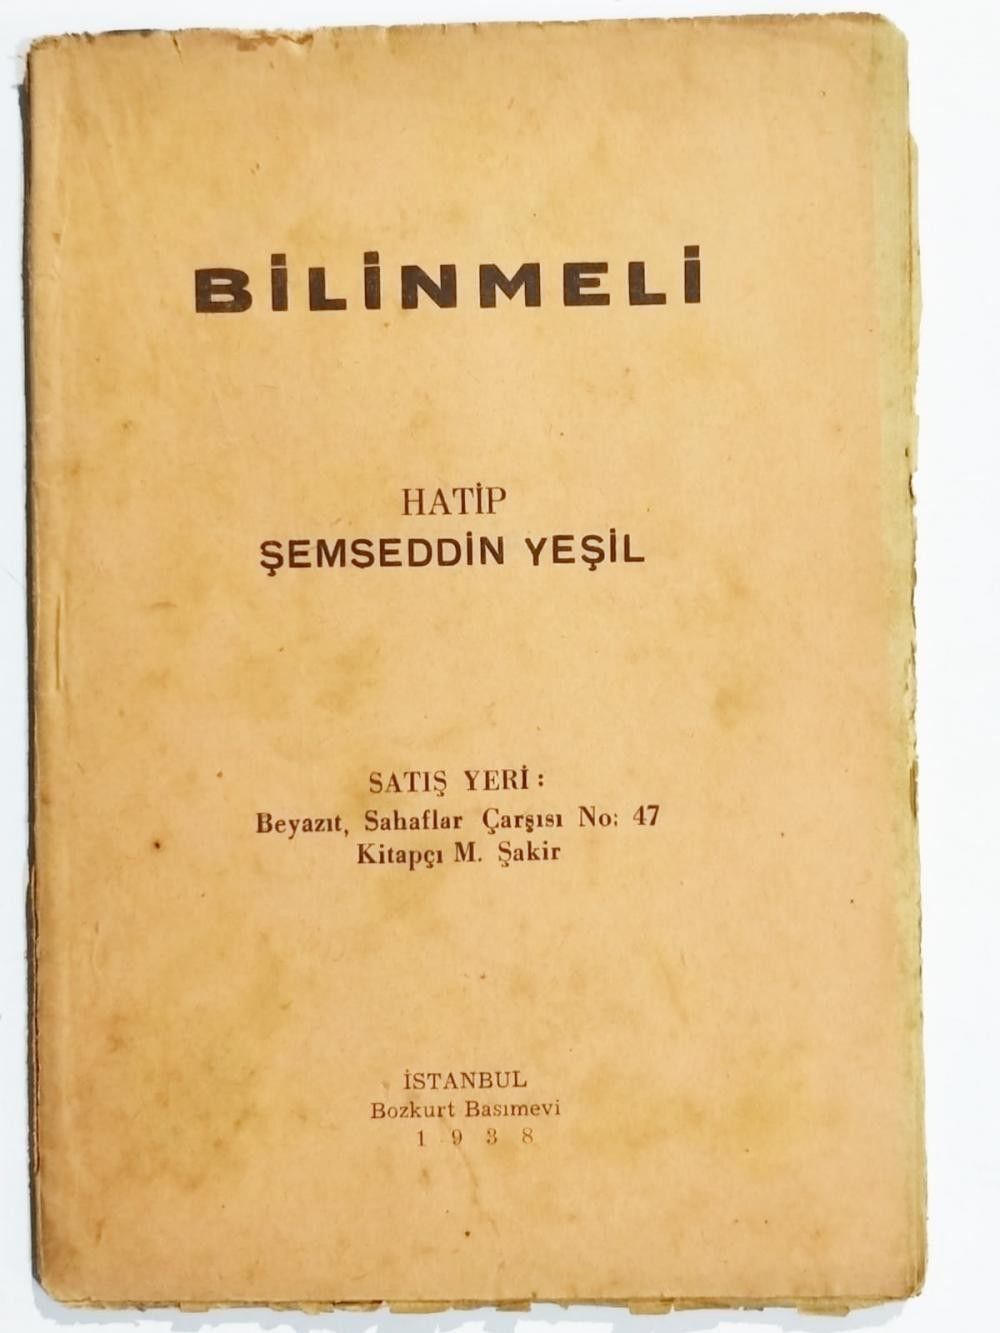 BİLİNMELİ
HATİP
ŞEMSEDDİN YEŞİL
SATIŞ YERİ :
Beyazıt, Sahaflar Çarşısı No: 47
Kitapçı M. Şakir
İSTANBUL
Bozkurt Basımevi
1 9 3 8